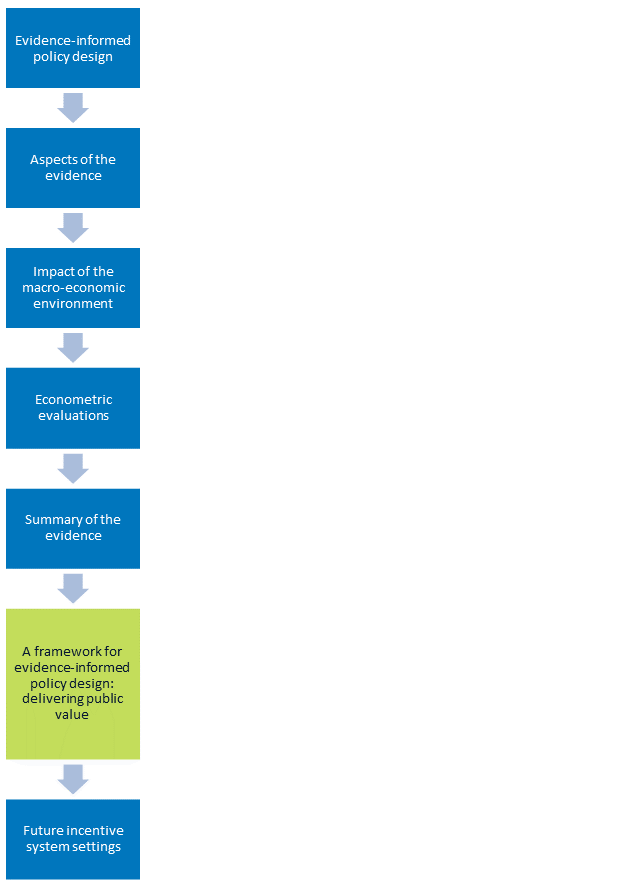 Evidence-informed
policy design
Aspects of the
evidence
Impact of the
macro-economic
environment
Econometric
evaluations
Summary of the
evidence
A framework for
evidence-informed
policy design:
delivering public
value
Future incentive
system settings